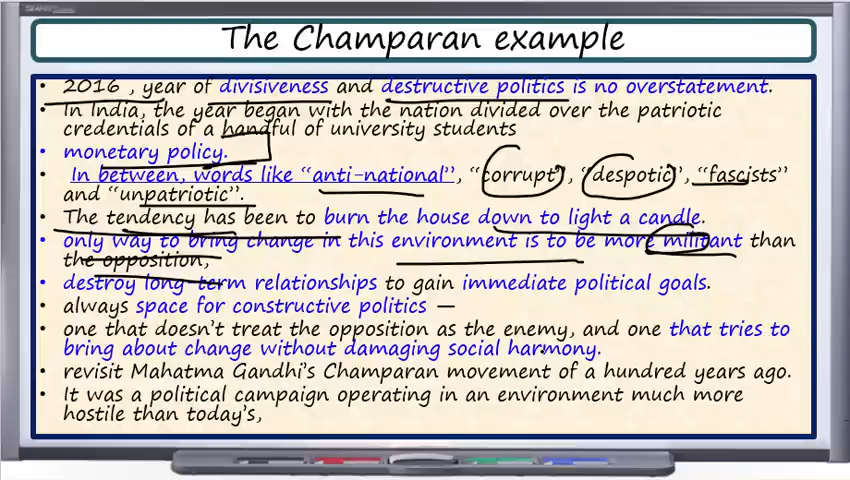 The Champaran example
• 2016 , year of divisiveness and destructive politics is no overstatement.
• In India, the year began with the nation divided over the patriotic
credentials of a handful of university students
• monetary policy.
• In between, words like “anti-national”, “corrupt”, “despotic”, “fascists”
and “unpatriotic”.
• The tendency has been to burn the house down to light a candle.
• only way to bring change in this environment is to be more militant than
the opposition,
• destroy long-term relationships to gain immediate political goals.
• always space for constructive politics —
• one that doesn’t treat the opposition as the enemy, and one that tries to
bring about change without damaging social harmony.
• revisit Mahatma Gandhi’s Champaran movement of a hundred years ago.
• It was a political campaign operating in an environment much more
hostile than today’s,